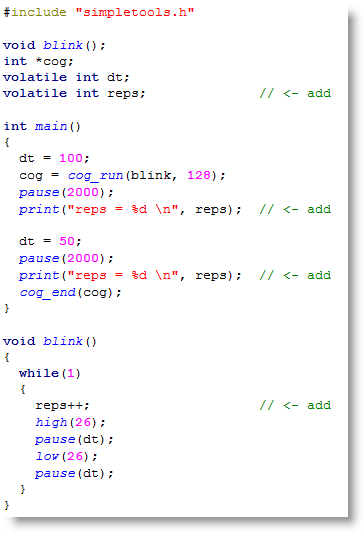 #include "simpletools.h"
void blink();
int *cog;
volatile int dt;
volatile int reps; // <- add
int main()
{
dt = 100;
cog = cog_run(blink, 128);
pause(2000);
print("reps = %d \n", reps); // <- add
dt = 50;
pause(2000);
print("reps = %d \n", reps); // <- add
cog_end(cog);
}
void blink()
{
while(1)
{
reps++; // <- add
high(26);
pause(dt);
low(26);
pause(dt);
}
}